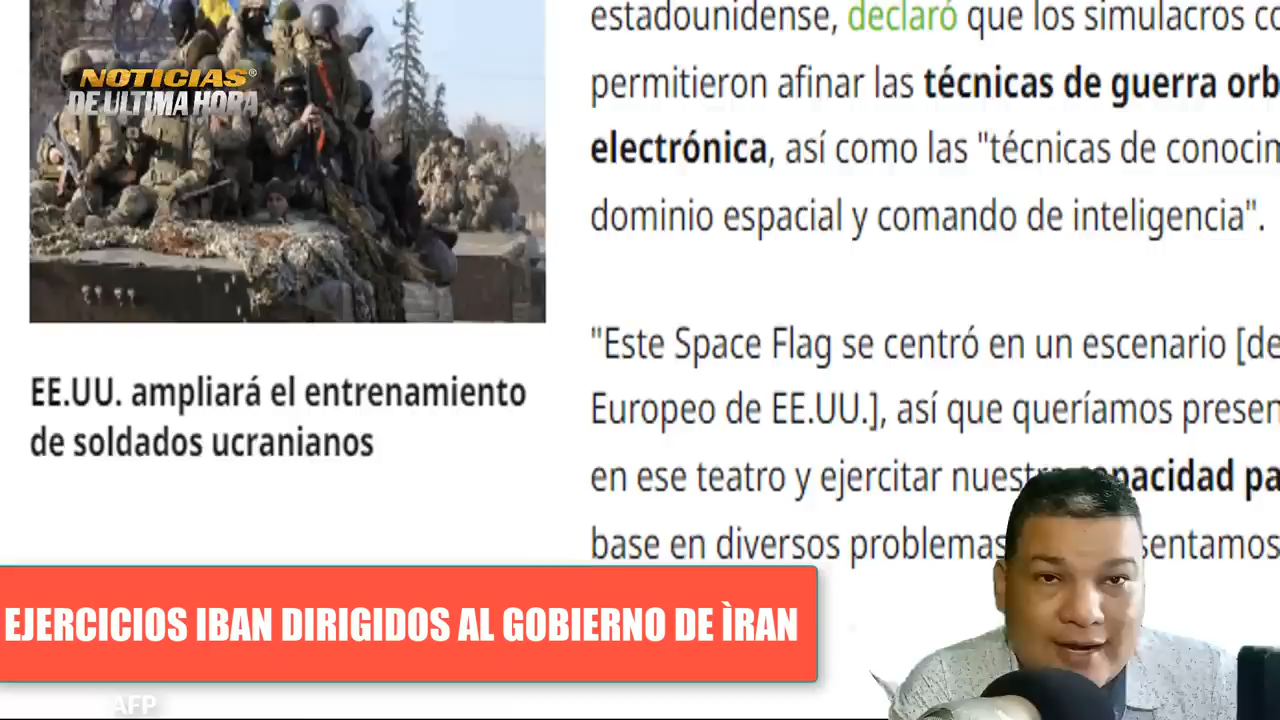 NOTICIAS
DE ULTIMA HORA
estadounidense, declaró que los simulacros
permitieron afinar las técnicas de guerra
electrónica, así como las "técnicas de
dominio espacial y comando de inteligencia".
"Este Space Flag se centró en un escenario
Europeo de EE.UU.], así que queríamos
en ese teatro y ejercitar
base en diversos problemas
EE.UU. ampliará el entrenamiento
de soldados ucranianos
EJERCICIOS IBAN DIRIGIDOS AL GOBIERNO DE ÌRAN
AFP